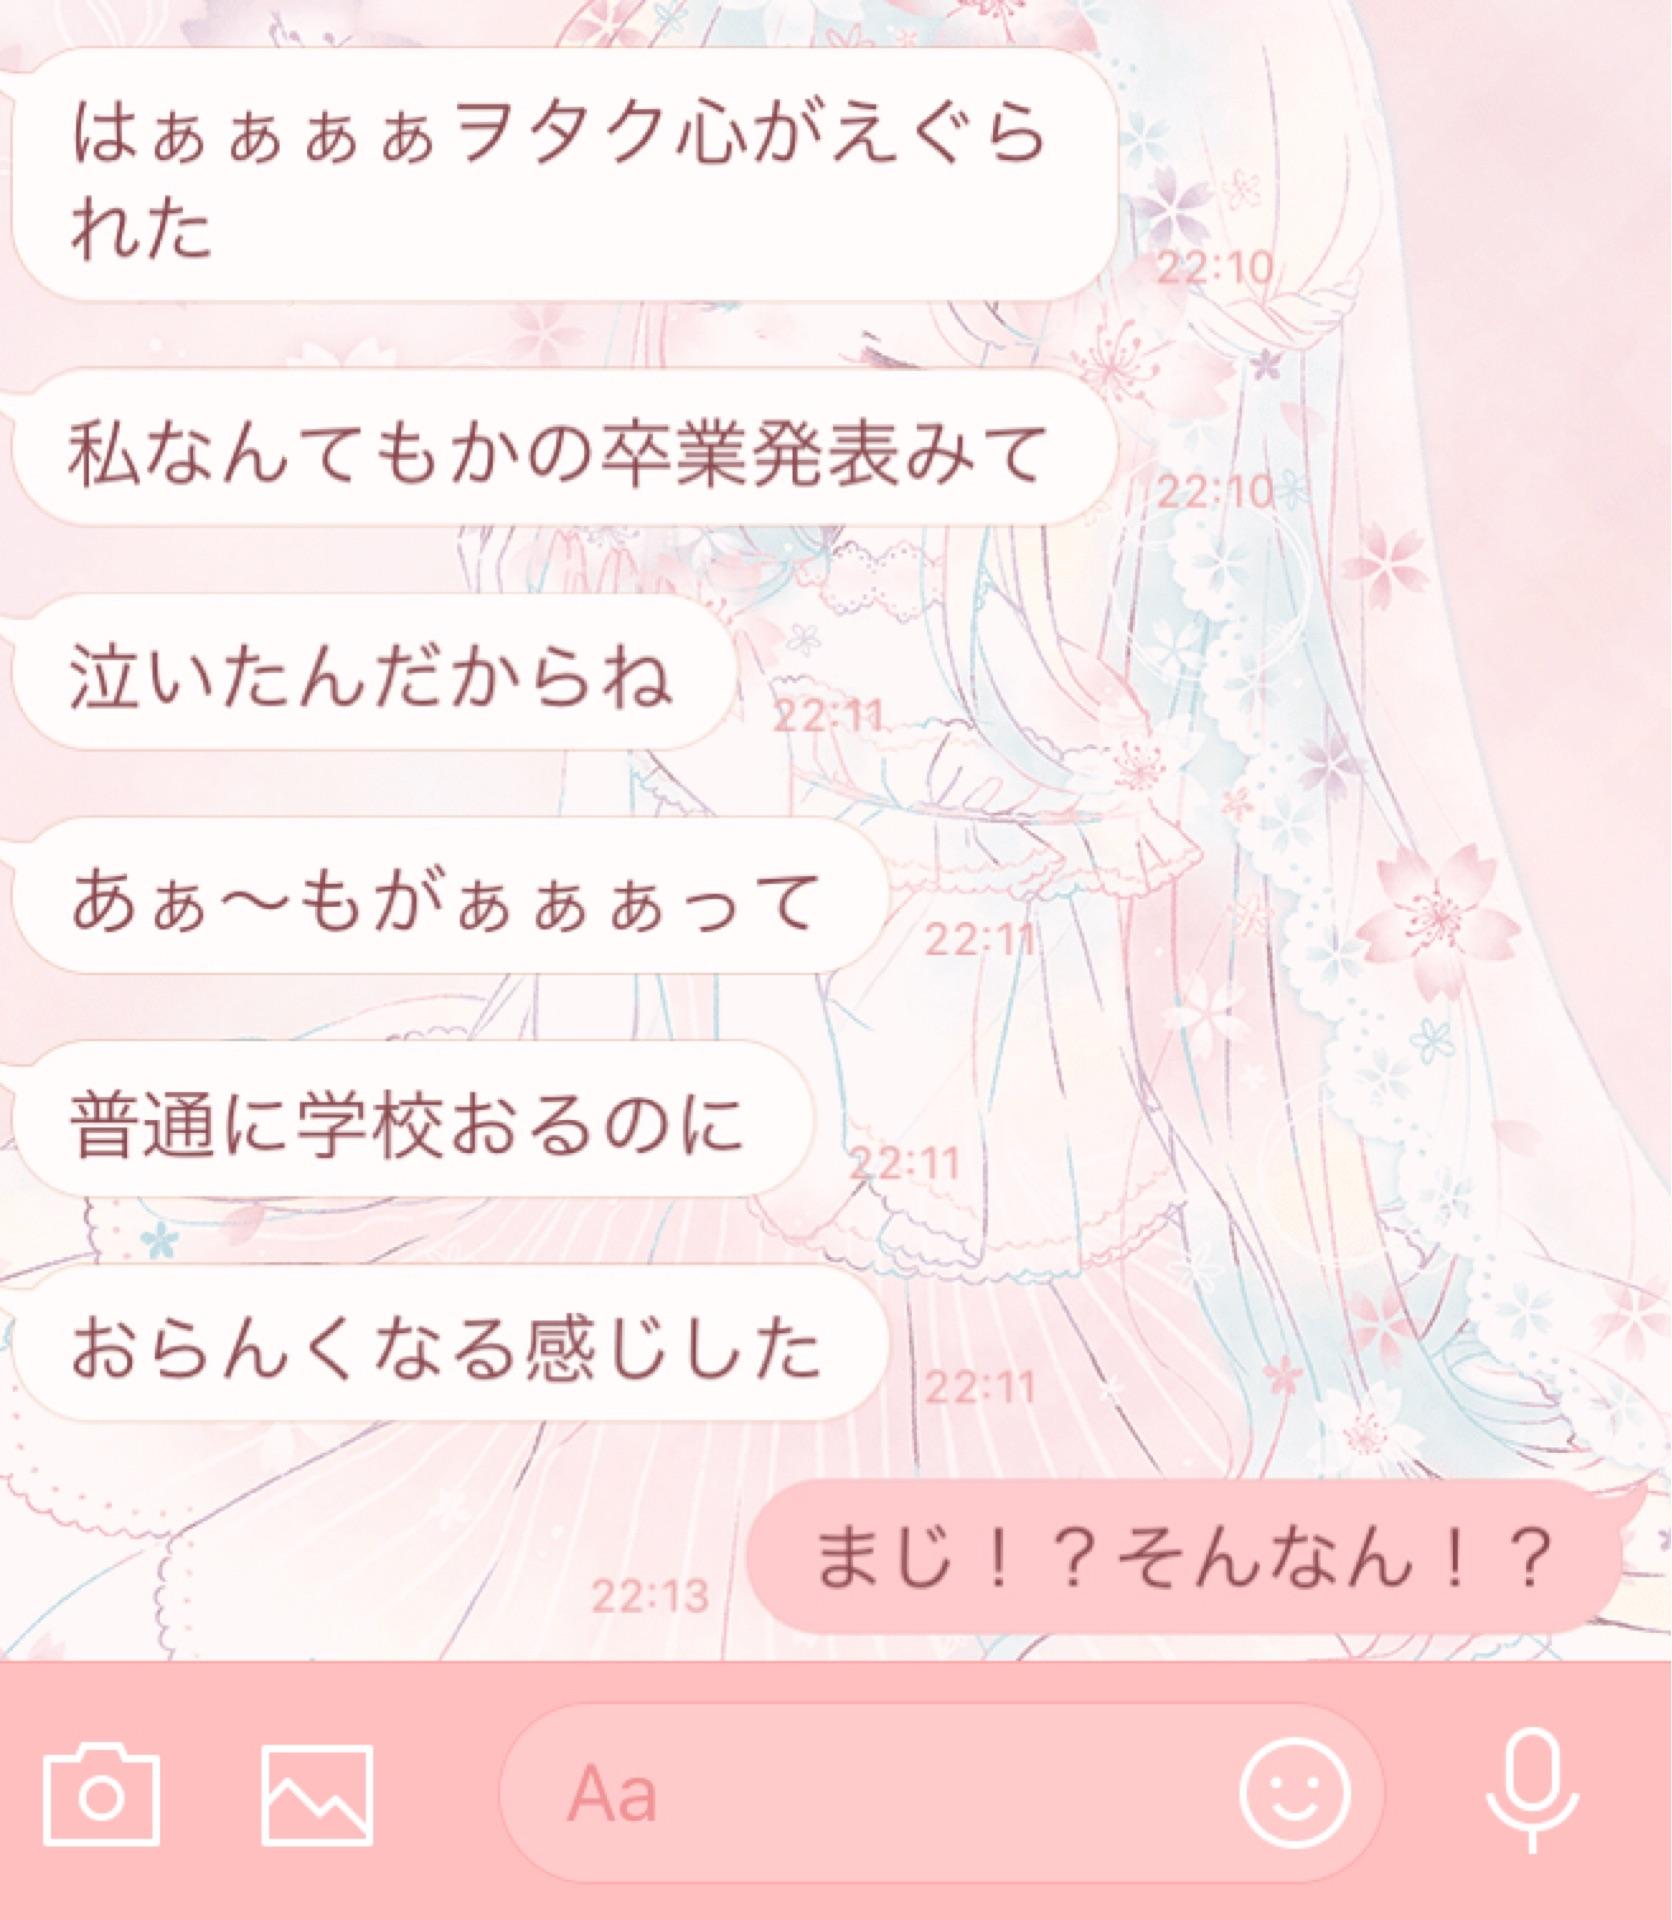 はぁぁぁぁヲタク心がえぐら
れた
22:10
私なんてもかの卒業発表みて
22:10
泣いたんだからね
22:11
あぁ〜もがぁぁぁって
22:11
普通に学校おるのに
22:11
おらんくなる感じした
22:11
まじ！？そんなん！？
22:13
Aa